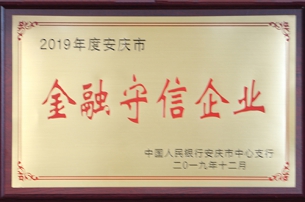 2019年度安庆市
金融守信企业
中国人民银行安庆市中心支行
二〇一九年十二月